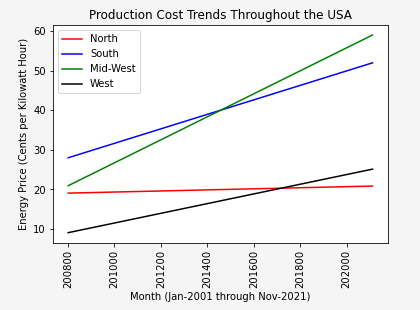 Production Cost Trends Throughout the USA
Energy Price (Cents per Kilowatt Hour)
60
50
40
30
20
10
North
South
Mid-West
West
200800
201000
201200
201400
201600
201800
202000
Month (Jan-2001 through Nov-2021)